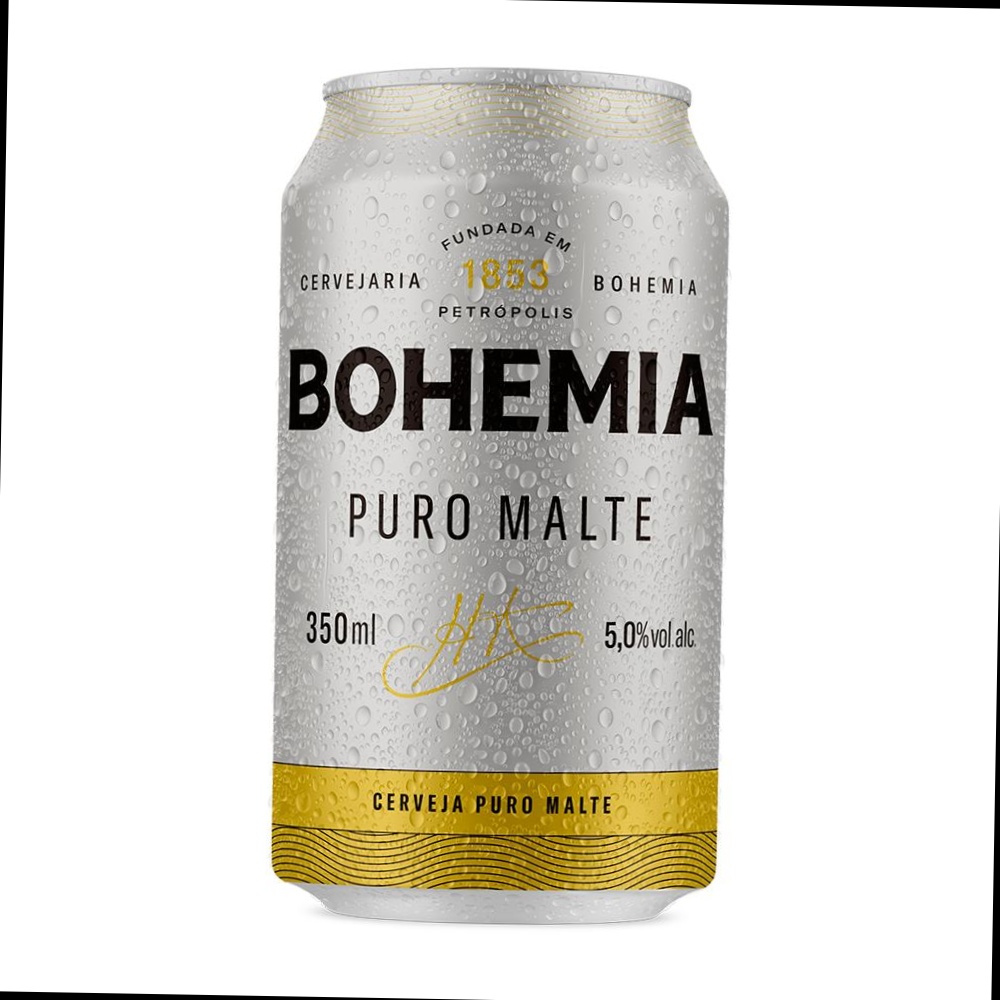 FUNDADA EM
CERVEJARIA 1853 BOHEMIA
PETRÓPOLIS
BOHEMIA
PURO MALTE
350ml 5,0%vol.alc.
CERVEJA PURO MALTE